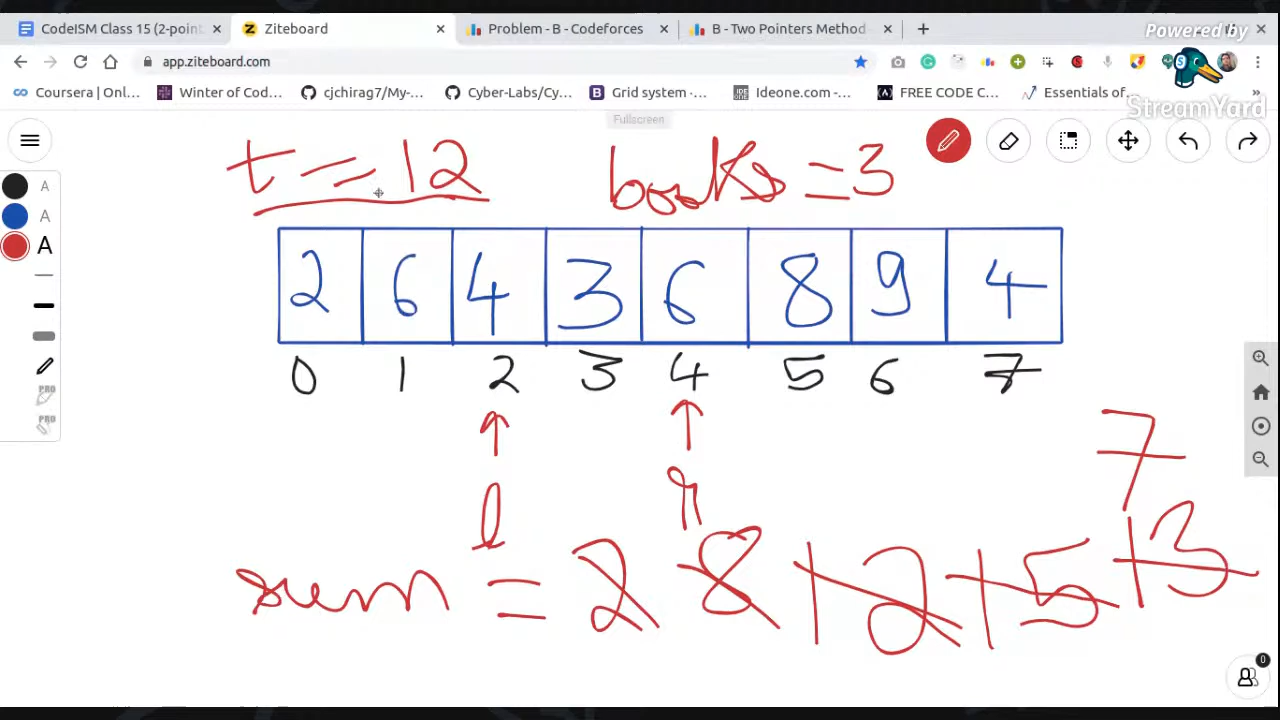 CodeISM Class 15 (2-point
Ziteboard
Problem - B - Codeforces
B - Two Pointers Method -
Powered by
app.ziteboard.com
StreamYard
Coursera | Onl...
Winter of Cod...
cjchirag7/My-...
Cyber-Labs/Cy...
Grid system -...
Ideone.com -...
FREE CODE C...
Essentials of...
Fullscreen
t = 12 books = 3
A
A
A
2 6 4 3 6 8 9 4
0 1 2 3 4 5 6 7
l r
7
sum = 2 8 12 15 13
PRO
PRO
0